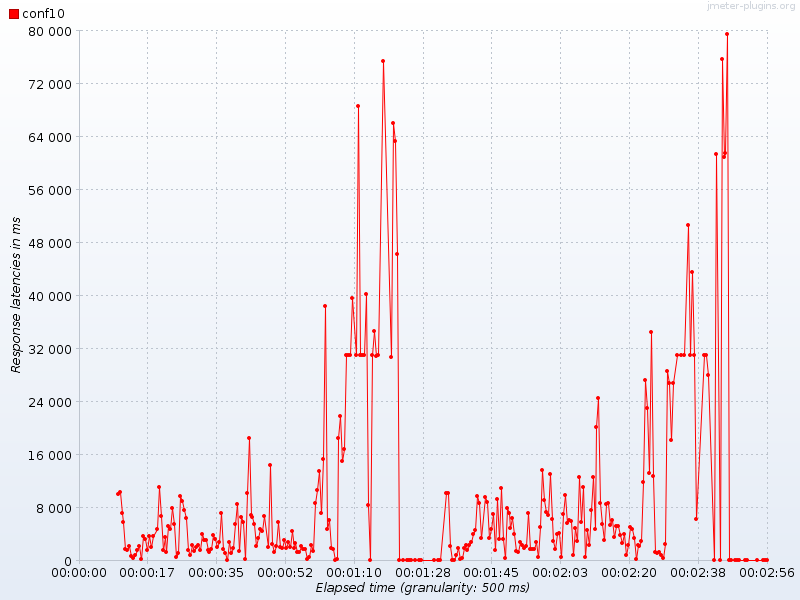 jmeter-plugins.org
conf10
80 000
72 000
64 000
56 000
48 000
40 000
32 000
24 000
16 000
8 000
0
Response latencies in ms
00:00:00 00:00:17 00:00:35 00:00:52 00:01:10 00:01:28 00:01:45 00:02:03 00:02:20 00:02:38 00:02:56
Elapsed time (granularity: 500 ms)